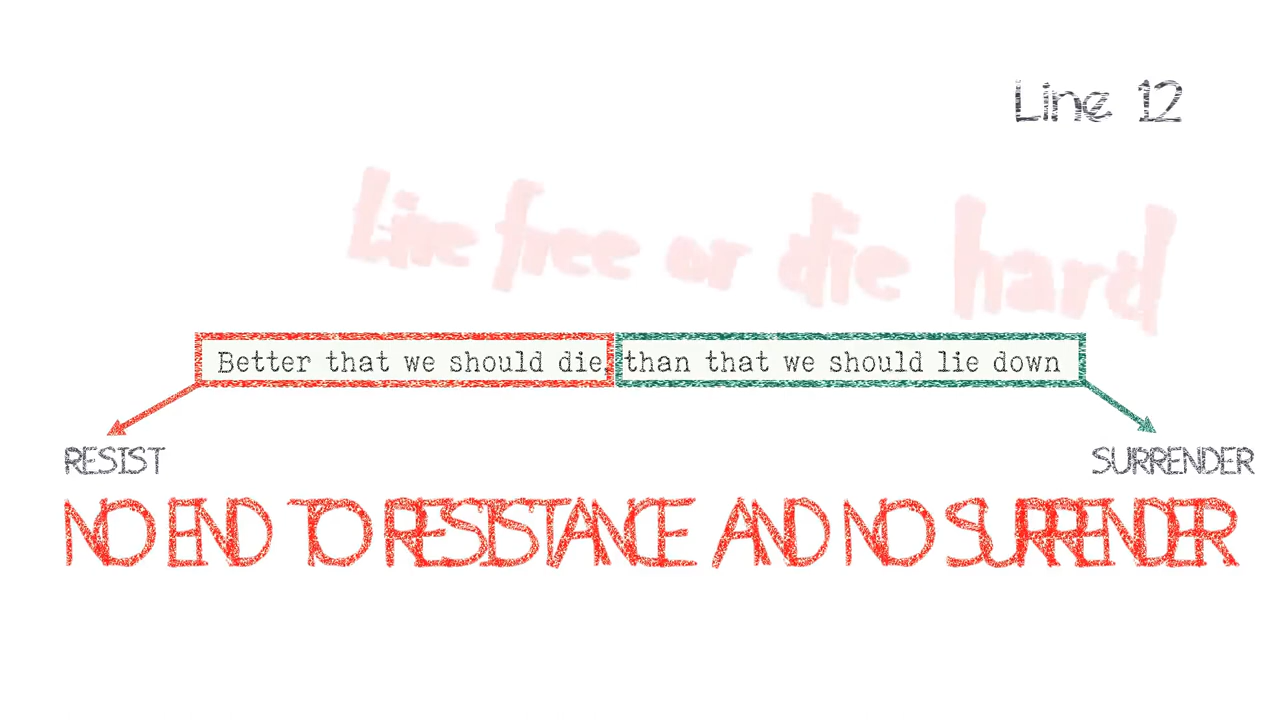 Line 12
Live free or die hard
Better that we should die, than that we should lie down
RESIST SURRENDER
NO END TO RESISTANCE AND NO SURRENDER